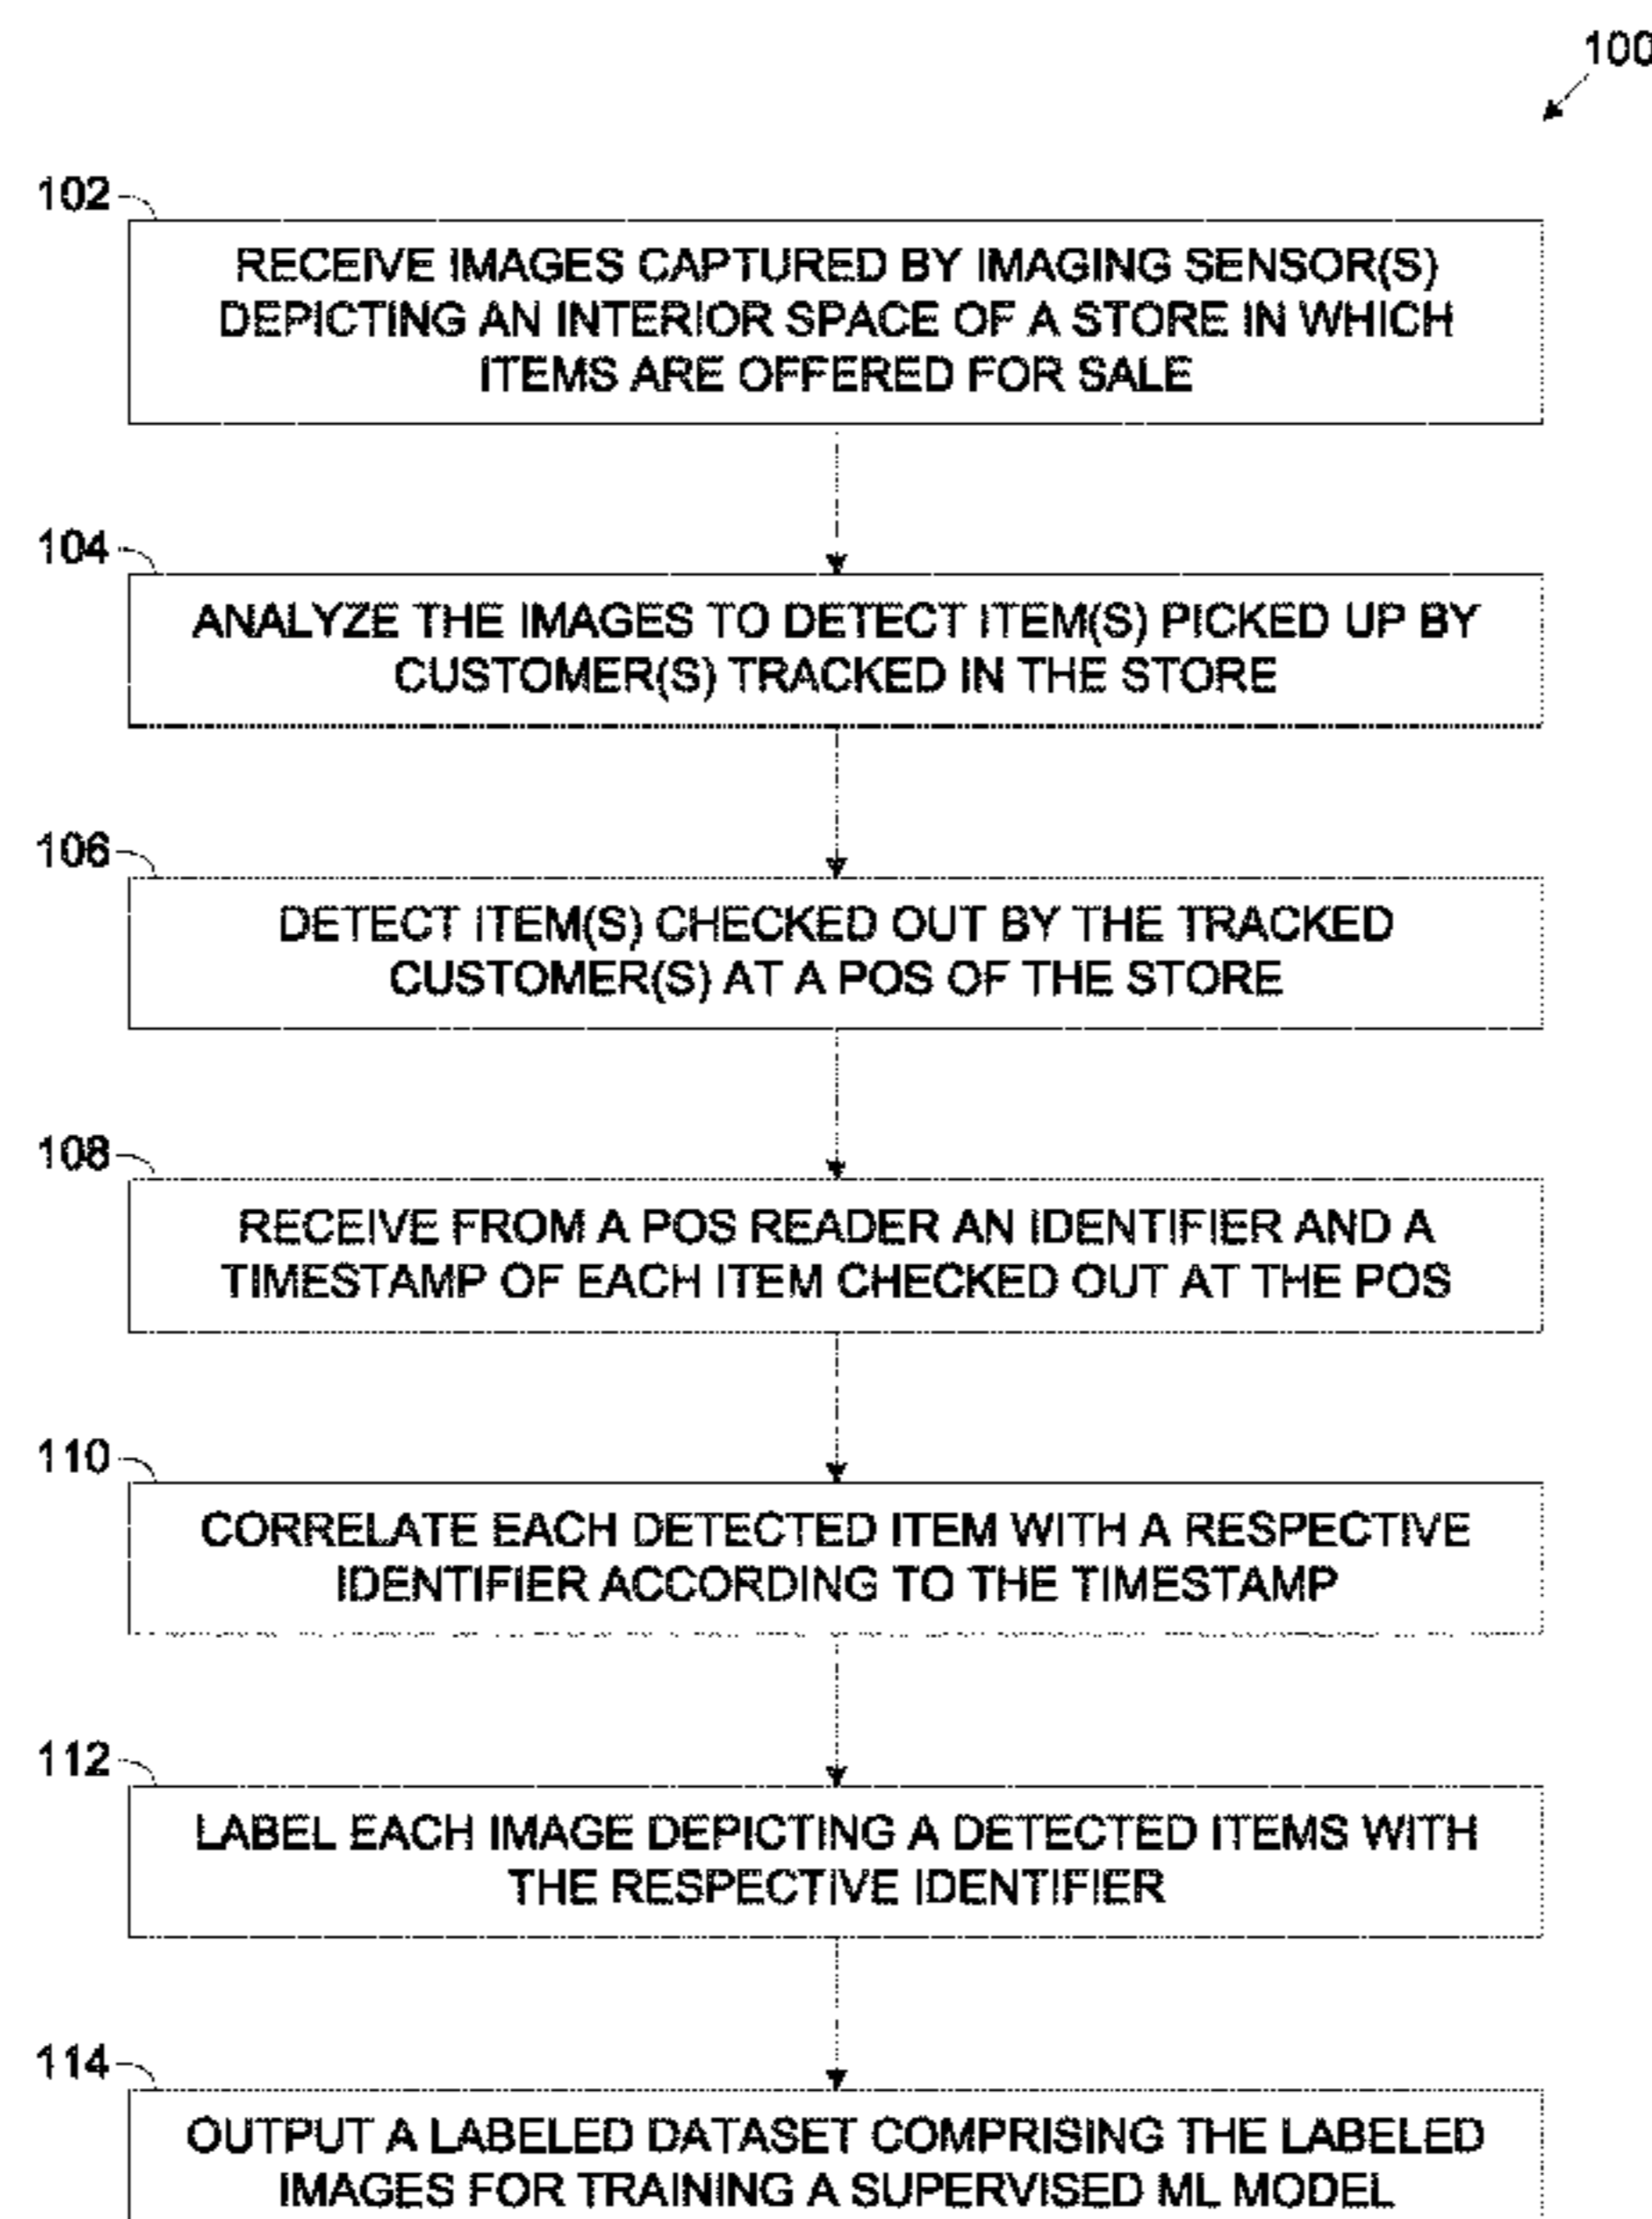 100
102
RECEIVE IMAGES CAPTURED BY IMAGING SENSOR(S)
DEPICTING AN INTERIOR SPACE OF A STORE IN WHICH
ITEMS ARE OFFERED FOR SALE
104
ANALYZE THE IMAGES TO DETECT ITEM(S) PICKED UP BY
CUSTOMER(S) TRACKED IN THE STORE
106
DETECT ITEM(S) CHECKED OUT BY THE TRACKED
CUSTOMER(S) AT A POS OF THE STORE
108
RECEIVE FROM A POS READER AN IDENTIFIER AND A
TIMESTAMP OF EACH ITEM CHECKED OUT AT THE POS
110
CORRELATE EACH DETECTED ITEM WITH A RESPECTIVE
IDENTIFIER ACCORDING TO THE TIMESTAMP
112
LABEL EACH IMAGE DEPICTING A DETECTED ITEMS WITH
THE RESPECTIVE IDENTIFIER
114
OUTPUT A LABELED DATASET COMPRISING THE LABELED
IMAGES FOR TRAINING A SUPERVISED ML MODEL